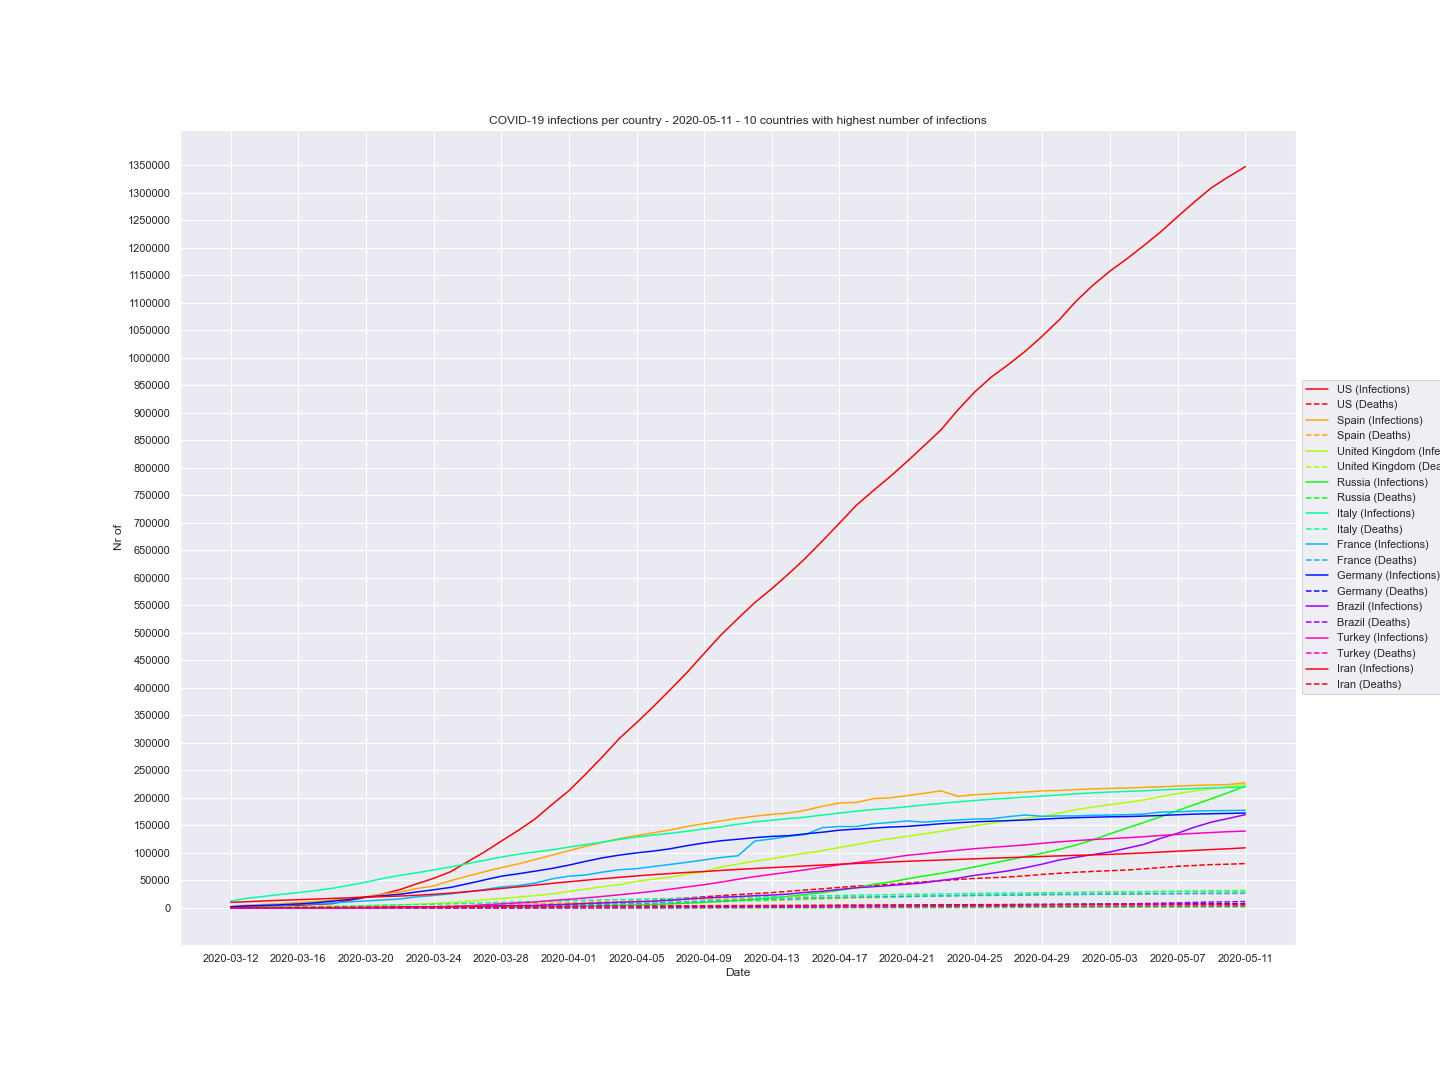 COVID-19 infections per country - 2020-05-11 - 10 countries with highest number of infections
1350000
1300000
1250000
1200000
1150000
1100000
1050000
1000000
950000
900000
850000
800000
750000
700000
650000
600000
550000
500000
450000
400000
350000
300000
250000
200000
150000
100000
50000
0
Nr of
2020-03-12 2020-03-16 2020-03-20 2020-03-24 2020-03-28 2020-04-01 2020-04-05 2020-04-09 2020-04-13 2020-04-17 2020-04-21 2020-04-25 2020-04-29 2020-05-03 2020-05-07 2020-05-11
Date
US (Infections)
US (Deaths)
Spain (Infections)
Spain (Deaths)
United Kingdom (Infe
United Kingdom (Dea
Russia (Infections)
Russia (Deaths)
Italy (Infections)
Italy (Deaths)
France (Infections)
France (Deaths)
Germany (Infections)
Germany (Deaths)
Brazil (Infections)
Brazil (Deaths)
Turkey (Infections)
Turkey (Deaths)
Iran (Infections)
Iran (Deaths)